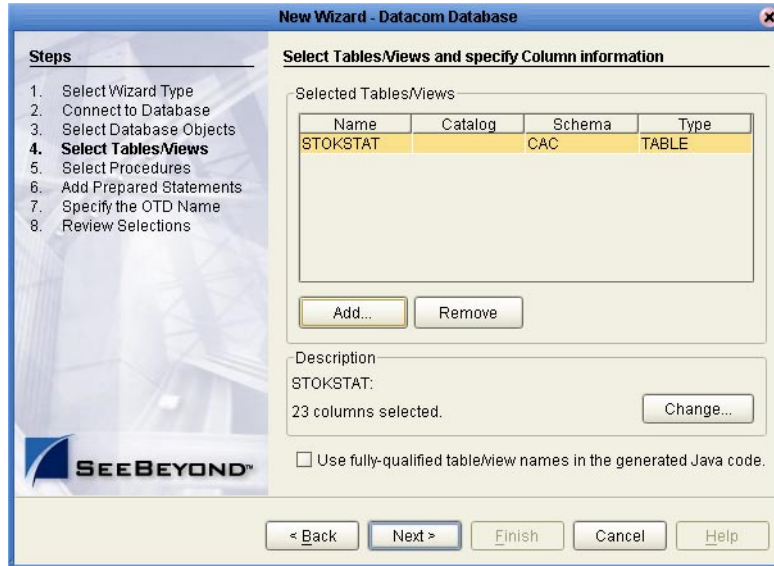 New Wizard - Datacom Database
Steps
1. Select Wizard Type
2. Connect to Database
3. Select Database Objects
4. Select Tables/Views
5. Select Procedures
6. Add Prepared Statements
7. Specify the OTD Name
8. Review Selections
SEEBEYOND™
Select Tables/Views and specify Column information
Selected Tables/Views
Name Catalog Schema Type
STOKSTAT CAC TABLE
Add... Remove
Description
STOKSTAT:
23 columns selected.
Change...
Use fully-qualified table/view names in the generated Java code.
< Back Next > Finish Cancel Help